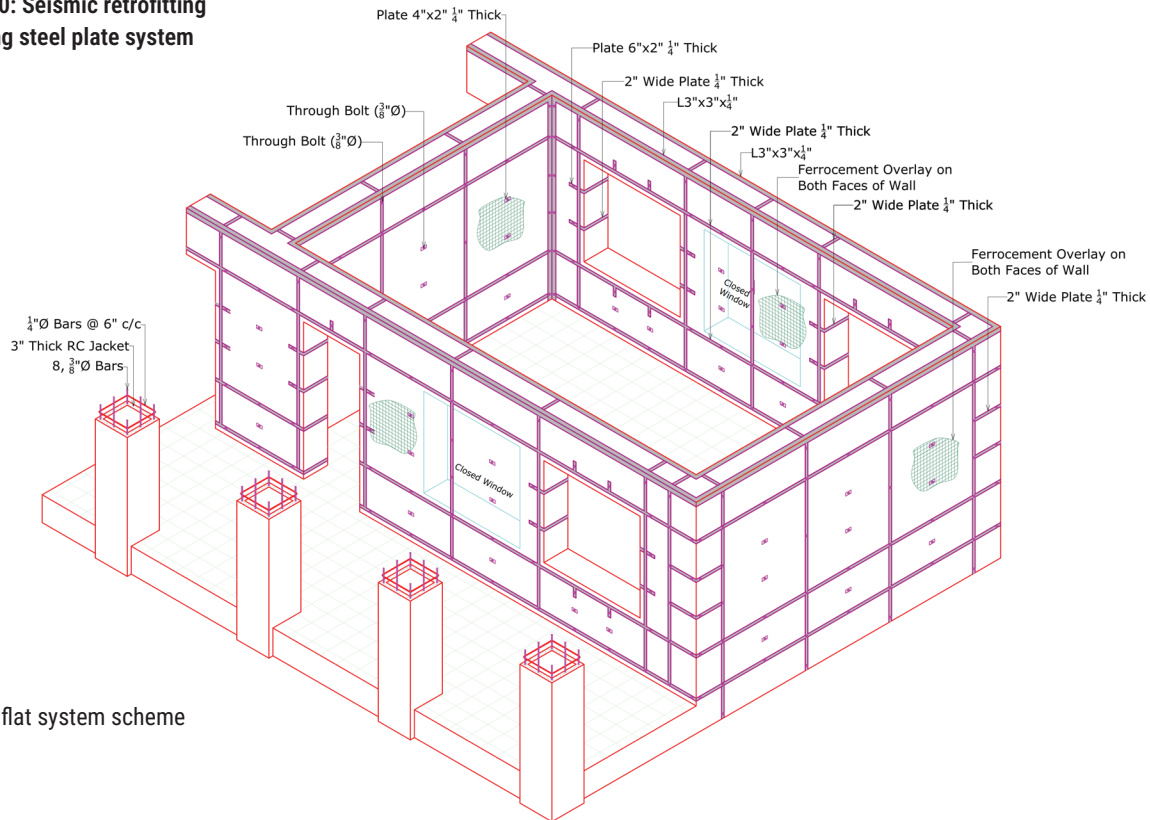 0: Seismic retrofitting
g steel plate system
Plate 4"x2" 1/4" Thick
Plate 6"x2" 1/4" Thick
2" Wide Plate 1/4" Thick
L3"x3"x1/4"
Through Bolt (3/8"Ø)
Through Bolt (3/8"Ø)
2" Wide Plate 1/4" Thick
L3"x3"x1/4"
Ferrocement Overlay on
Both Faces of Wall
2" Wide Plate 1/4" Thick
Ferrocement Overlay on
Both Faces of Wall
2" Wide Plate 1/4" Thick
Closed
Window
1/4"Ø Bars @ 6" c/c
3" Thick RC Jacket
8, 3/8"Ø Bars
Closed Window
flat system scheme